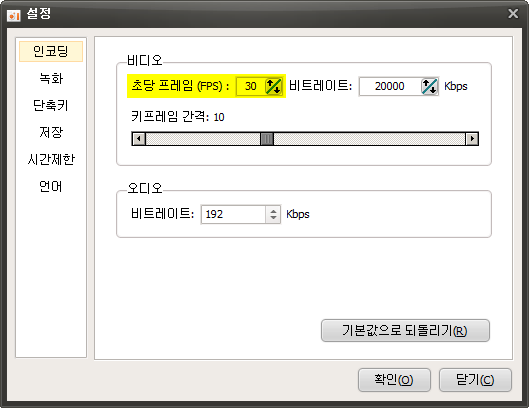 설정
인코딩
녹화
단축키
저장
시간제한
언어
비디오
초당 프레임 (FPS) : 30 비트레이트: 20000 Kbps
키프레임 간격: 10
오디오
비트레이트: 192 Kbps
기본값으로 되돌리기(R)
확인(O) 닫기(C)